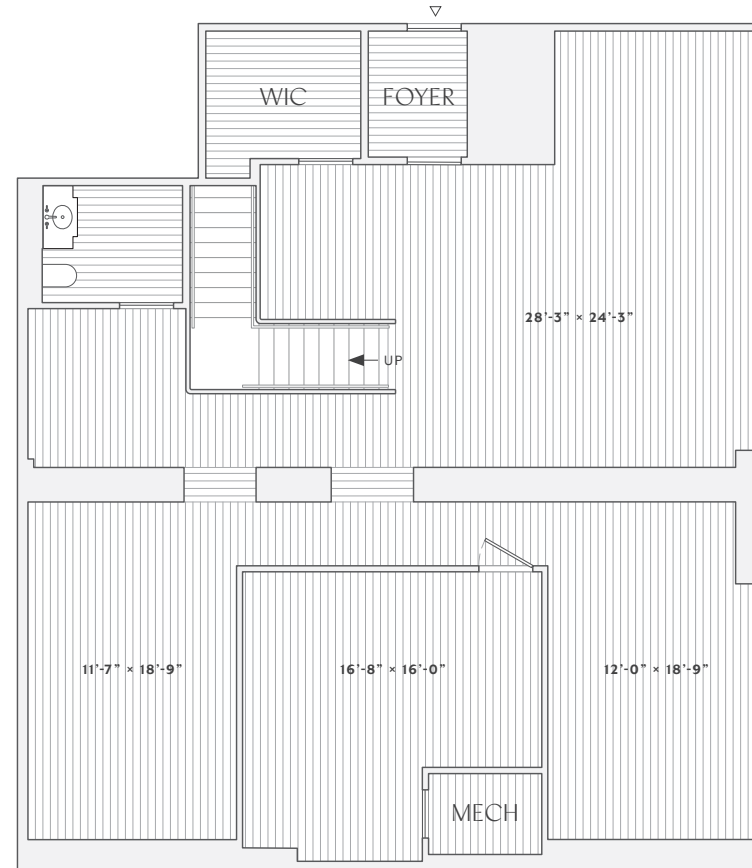 WIC
FOYER
28’-3” × 24’-3”
UP
11’-7” × 18’-9”
16’-8” × 16’-0”
12’-0” × 18’-9”
MECH